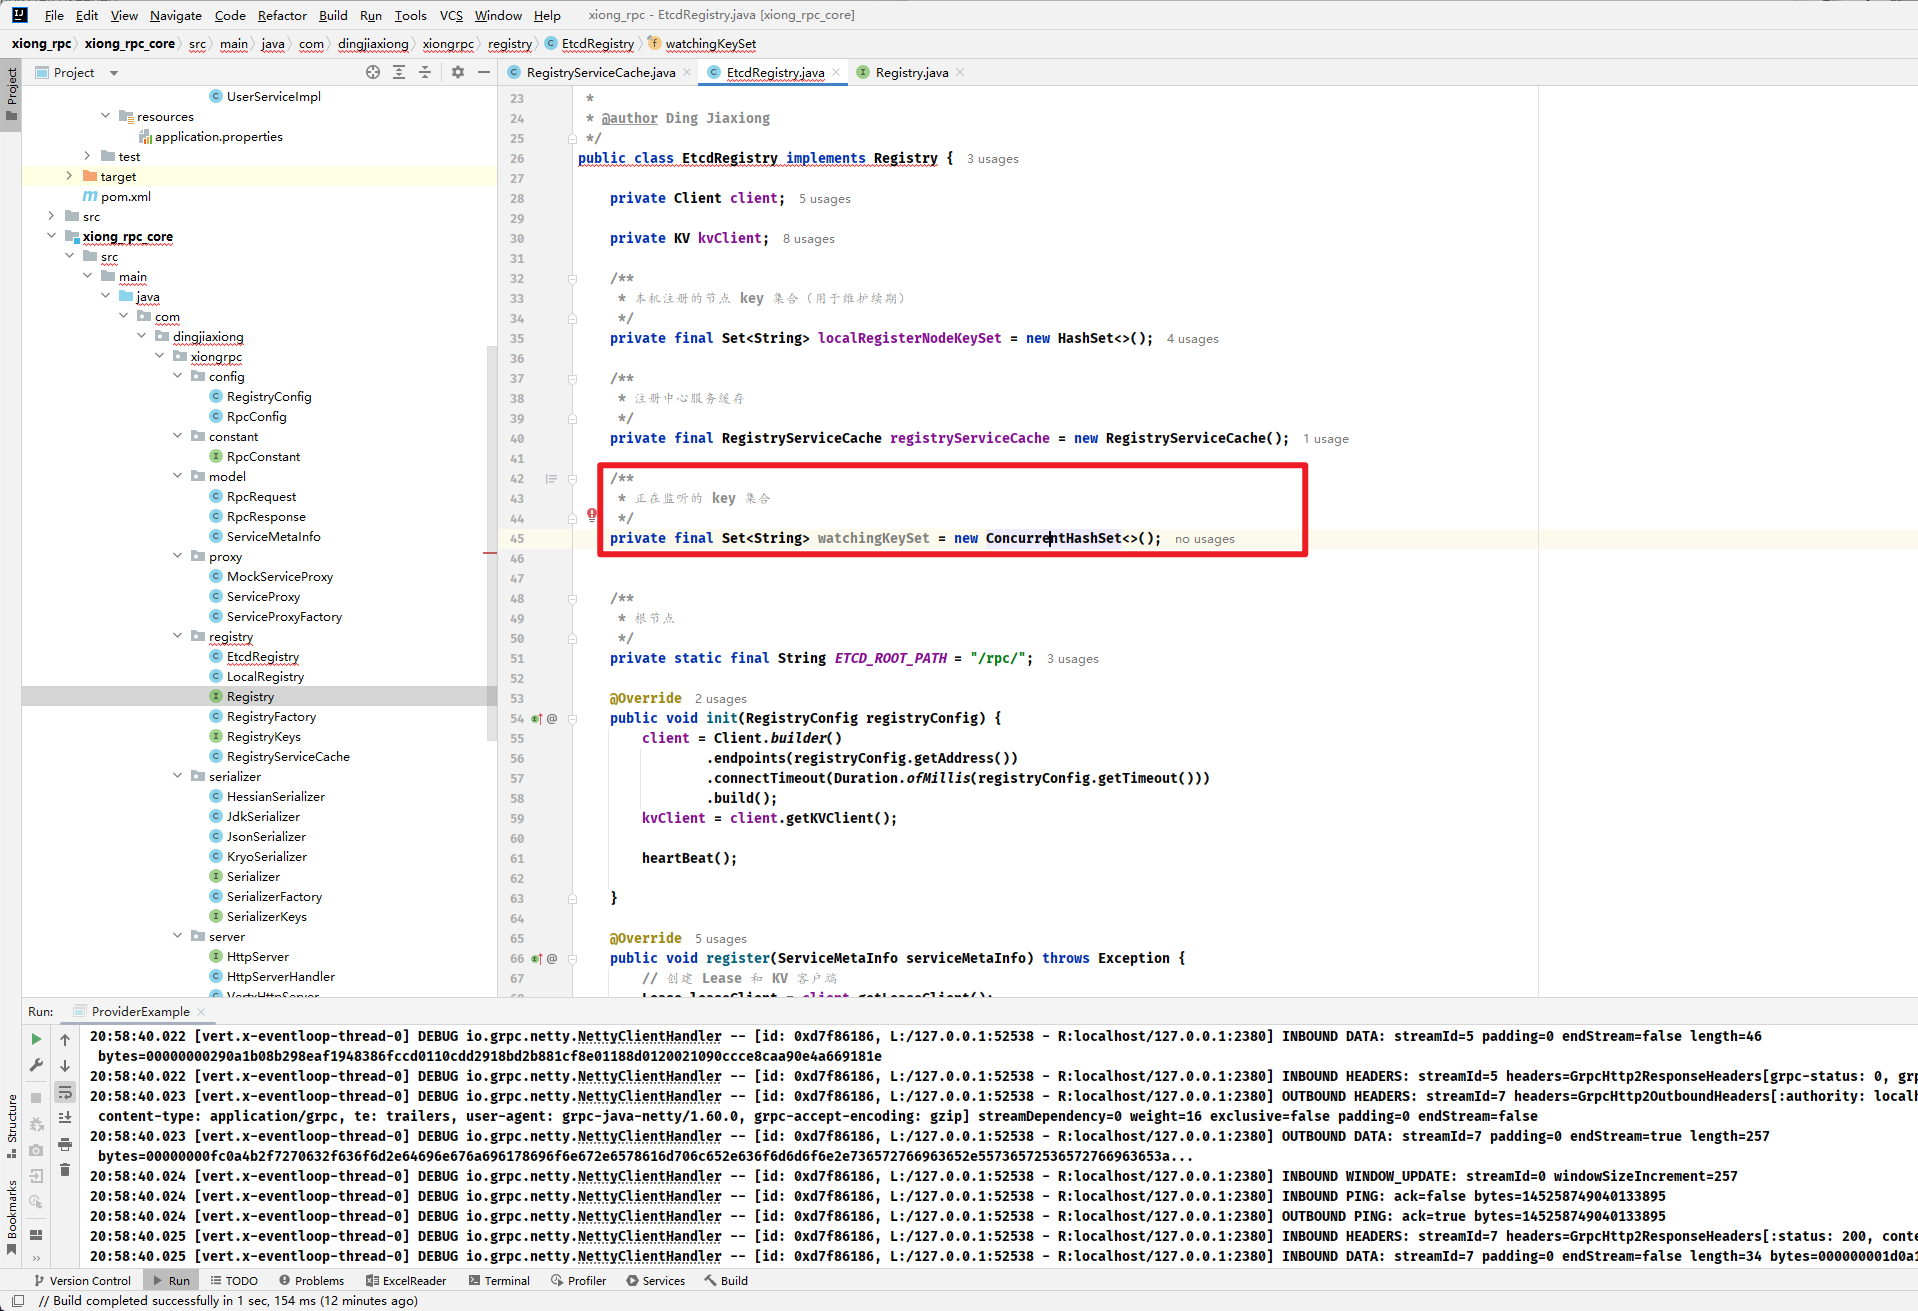 File Edit View Navigate Code Refactor Build Run Tools VCS Window Help xiong_rpc - EtcdRegistry.java [xiong_rpc_core]
xiong_rpc xiong_rpc_core src main java com dingjiaxiong xiongrpc registry EtcdRegistry watchingKeySet
Project
Project
RegistryServiceCache.java EtcdRegistry.java Registry.java
UserServiceImpl
resources
application.properties
test
target
pom.xml
src
xiong_rpc_core
src
main
java
com
dingjiaxiong
xiongrpc
config
RegistryConfig
RpcConfig
constant
RpcConstant
model
RpcRequest
RpcResponse
ServiceMetaInfo
proxy
MockServiceProxy
ServiceProxy
ServiceProxyFactory
registry
EtcdRegistry
LocalRegistry
Registry
RegistryFactory
RegistryKeys
RegistryServiceCache
serializer
HessianSerializer
JdkSerializer
JsonSerializer
KryoSerializer
Serializer
SerializerFactory
SerializerKeys
server
HttpServer
HttpServerHandler
VertxHttpServer
23 *
24 * @author Ding Jiaxiong
25 */
26 public class EtcdRegistry implements Registry { 3 usages
27
28 private Client client; 5 usages
29
30 private KV kvClient; 8 usages
31
32 /**
33 * 本机注册的节点 key 集合（用于维护续期）
34 */
35 private final Set<String> localRegisterNodeKeySet = new HashSet<>(); 4 usages
36
37 /**
38 * 注册中心服务缓存
39 */
40 private final RegistryServiceCache registryServiceCache = new RegistryServiceCache(); 1 usage
41
42 /**
43 * 正在监听的 key 集合
44 */
45 private final Set<String> watchingKeySet = new ConcurrentHashSet<>(); no usages
46
47
48 /**
49 * 根节点
50 */
51 private static final String ETCD_ROOT_PATH = "/rpc/"; 3 usages
52
53 @Override 2 usages
54 public void init(RegistryConfig registryConfig) {
55 client = Client.builder()
56 .endpoints(registryConfig.getAddress())
57 .connectTimeout(Duration.ofMillis(registryConfig.getTimeout()))
58 .build();
59 kvClient = client.getKVClient();
60
61 heartBeat();
62
63 }
64
65 @Override 5 usages
66 public void register(ServiceMetaInfo serviceMetaInfo) throws Exception {
67 // 创建 Lease 和 KV 客户端
68 Lease leaseClient = client.getLeaseClient();
Run: ProviderExample
20:58:40.022 [vert.x-eventloop-thread-0] DEBUG io.grpc.netty.NettyClientHandler -- [id: 0xd7f86186, L:/127.0.0.1:52538 - R:localhost/127.0.0.1:2380] INBOUND DATA: streamId=5 padding=0 endStream=false length=46
bytes=00000000290a1b08b298eaf1948386fccd0110cdd2918bd2b881cf8e01188d0120021090ccce8caa90e4a669181e
20:58:40.022 [vert.x-eventloop-thread-0] DEBUG io.grpc.netty.NettyClientHandler -- [id: 0xd7f86186, L:/127.0.0.1:52538 - R:localhost/127.0.0.1:2380] INBOUND HEADERS: streamId=5 headers=GrpcHttp2ResponseHeaders[grpc-status: 0, grp
20:58:40.023 [vert.x-eventloop-thread-0] DEBUG io.grpc.netty.NettyClientHandler -- [id: 0xd7f86186, L:/127.0.0.1:52538 - R:localhost/127.0.0.1:2380] OUTBOUND HEADERS: streamId=7 headers=GrpcHttp2OutboundHeaders[:authority: localh
content-type: application/grpc, te: trailers, user-agent: grpc-java-netty/1.60.0, grpc-accept-encoding: gzip] streamDependency=0 weight=16 exclusive=false padding=0 endStream=false
20:58:40.023 [vert.x-eventloop-thread-0] DEBUG io.grpc.netty.NettyClientHandler -- [id: 0xd7f86186, L:/127.0.0.1:52538 - R:localhost/127.0.0.1:2380] OUTBOUND DATA: streamId=7 padding=0 endStream=true length=257
bytes=00000000fc0a4b2f7270632f636f6d2e64696e676a696178696f6e672e6578616d706c652e636f6d6d6f6e2e736572766963652e55736572536572766963653a...
20:58:40.024 [vert.x-eventloop-thread-0] DEBUG io.grpc.netty.NettyClientHandler -- [id: 0xd7f86186, L:/127.0.0.1:52538 - R:localhost/127.0.0.1:2380] INBOUND WINDOW_UPDATE: streamId=0 windowSizeIncrement=257
20:58:40.024 [vert.x-eventloop-thread-0] DEBUG io.grpc.netty.NettyClientHandler -- [id: 0xd7f86186, L:/127.0.0.1:52538 - R:localhost/127.0.0.1:2380] INBOUND PING: ack=false bytes=145258749040133895
20:58:40.024 [vert.x-eventloop-thread-0] DEBUG io.grpc.netty.NettyClientHandler -- [id: 0xd7f86186, L:/127.0.0.1:52538 - R:localhost/127.0.0.1:2380] OUTBOUND PING: ack=true bytes=145258749040133895
20:58:40.025 [vert.x-eventloop-thread-0] DEBUG io.grpc.netty.NettyClientHandler -- [id: 0xd7f86186, L:/127.0.0.1:52538 - R:localhost/127.0.0.1:2380] INBOUND HEADERS: streamId=7 headers=GrpcHttp2ResponseHeaders[:status: 200, conte
20:58:40.025 [vert.x-eventloop-thread-0] DEBUG io.grpc.netty.NettyClientHandler -- [id: 0xd7f86186, L:/127.0.0.1:52538 - R:localhost/127.0.0.1:2380] INBOUND DATA: streamId=7 padding=0 endStream=false length=34 bytes=000000001d0a1
Structure
Bookmarks
Version Control Run TODO Problems ExcelReader Terminal Profiler Services Build
// Build completed successfully in 1 sec, 154 ms (12 minutes ago)